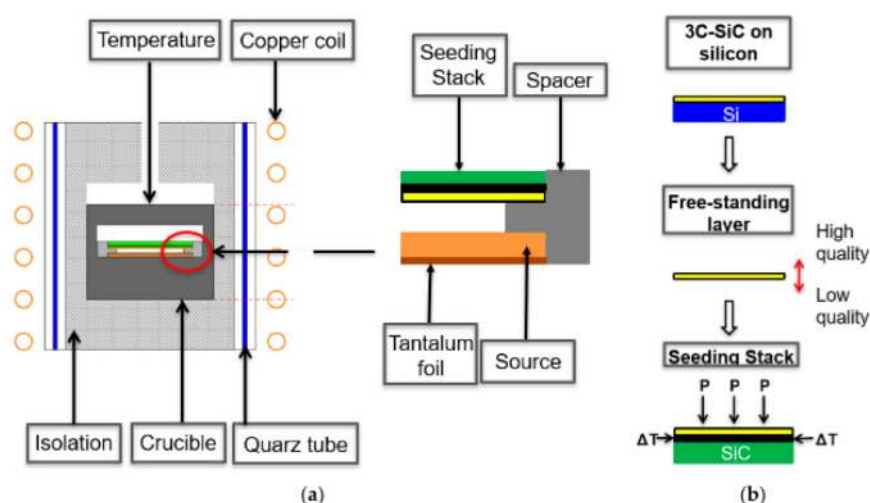 Temperature
Copper coil
Seeding
Stack
Spacer
Tantalum
foil
Source
Isolation
Crucible
Quarz tube
(a)
3C-SiC on
silicon
Si
Free-standing
layer
High
quality
Low
quality
Seeding Stack
P P P
ΔT ΔT
SiC
(b)